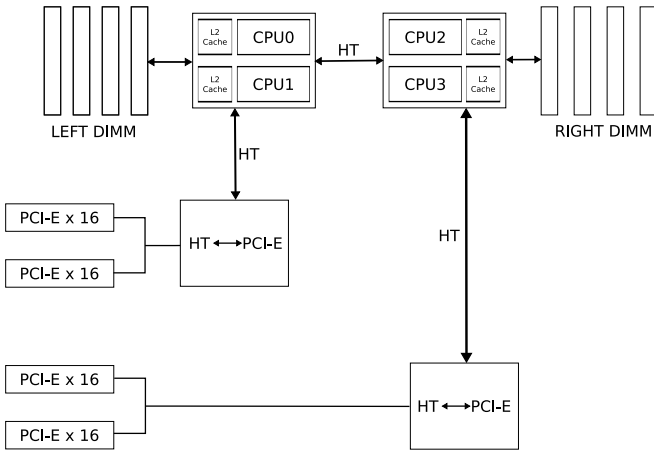 L2
Cache
CPU0
L2
Cache
CPU1
HT
CPU2
L2
Cache
CPU3
L2
Cache
LEFT DIMM
RIGHT DIMM
HT
PCI-E x 16
PCI-E x 16
HT
PCI-E
HT
PCI-E x 16
PCI-E x 16
HT
PCI-E